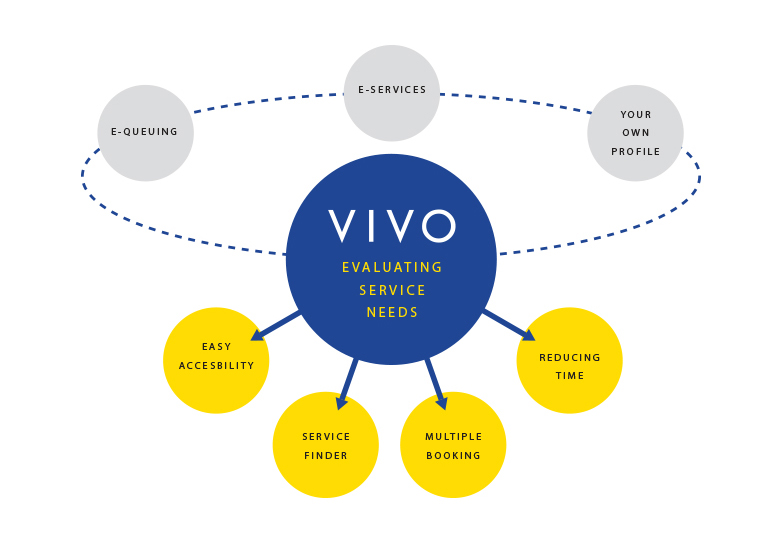 E-SERVICES
E-QUEUING
YOUR
OWN
PROFILE
VIVO
EVALUATING
SERVICE
NEEDS
EASY
ACCESBILITY
REDUCING
TIME
SERVICE
FINDER
MULTIPLE
BOOKING